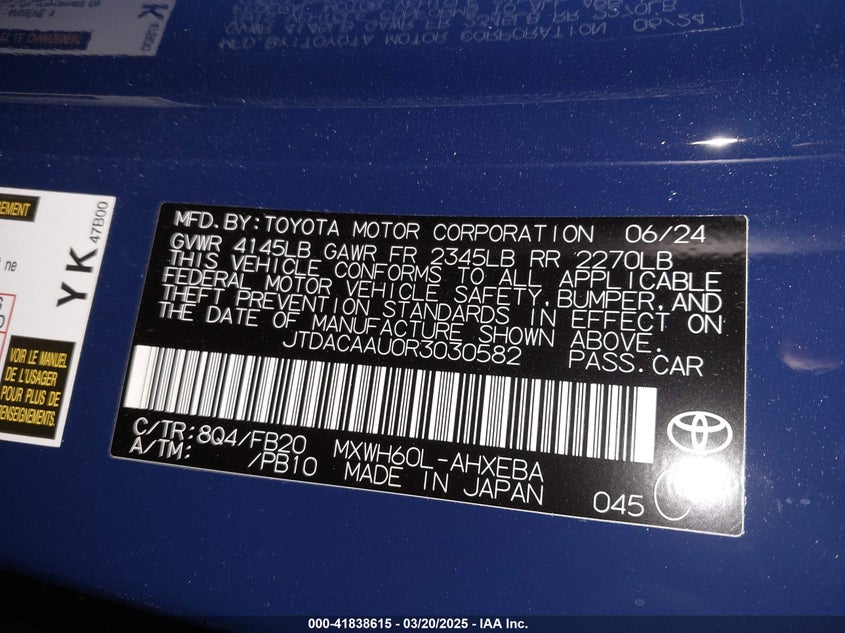 MFD.BY:TOYOTA MOTOR CORPORATION 06/24
GVWR 4145LB GAWR FR 2345LB RR 2270LB
THIS VEHICLE CONFORMS TO ALL APPLICABLE
FEDERAL MOTOR VEHICLE SAFETY,BUMPER,AND
THEFT PREVENTION STANDARDS IN EFFECT ON
THE DATE OF MANUFACTURE SHOWN ABOVE.
JTDACAAU0R3030582 PASS.CAR
C/TR:8Q4/FB20 MXWH60L-AHXEBA
A/TM: /PB10 MADE IN JAPAN
045
YK
47B00
VOIR LE MANUEL
DE L'USAGER
POUR PLUS DE
RENSEIGNEMENTS.
000-41838615 - 03/20/2025 - IAA Inc.